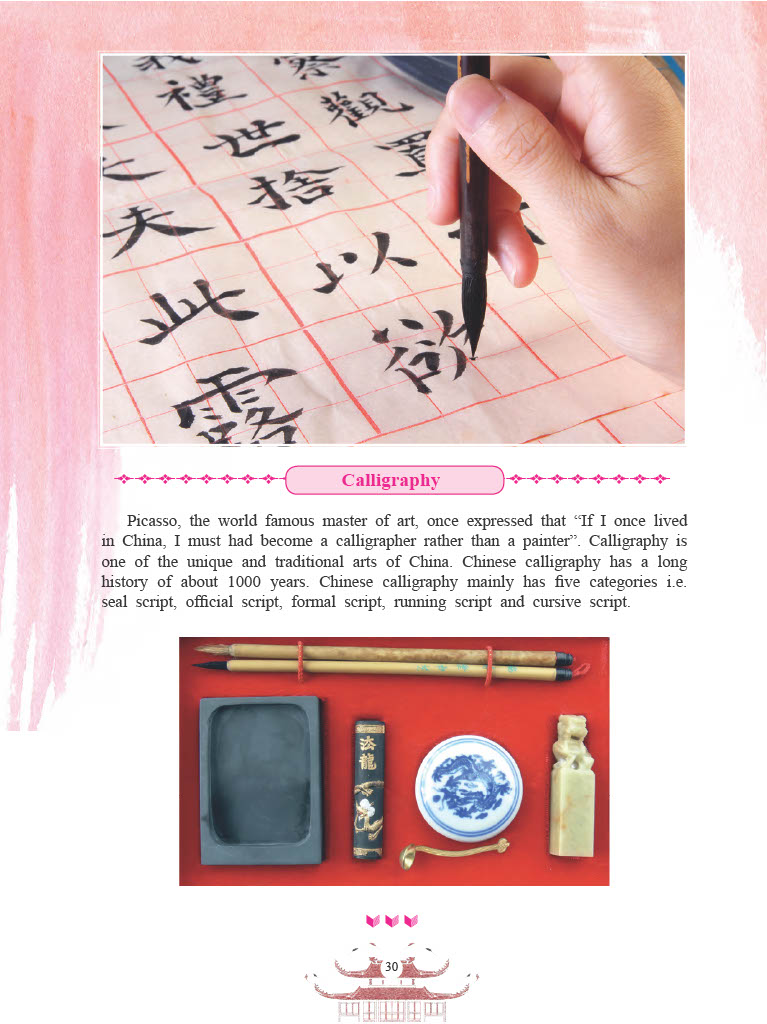 察觀
我禮世捨以欲
夫此露
Calligraphy
Picasso, the world famous master of art, once expressed that “If I once lived
in China, I must had become a calligrapher rather than a painter”. Calligraphy is
one of the unique and traditional arts of China. Chinese calligraphy has a long
history of about 1000 years. Chinese calligraphy mainly has five categories i.e.
seal script, official script, formal script, running script and cursive script.
龍
30